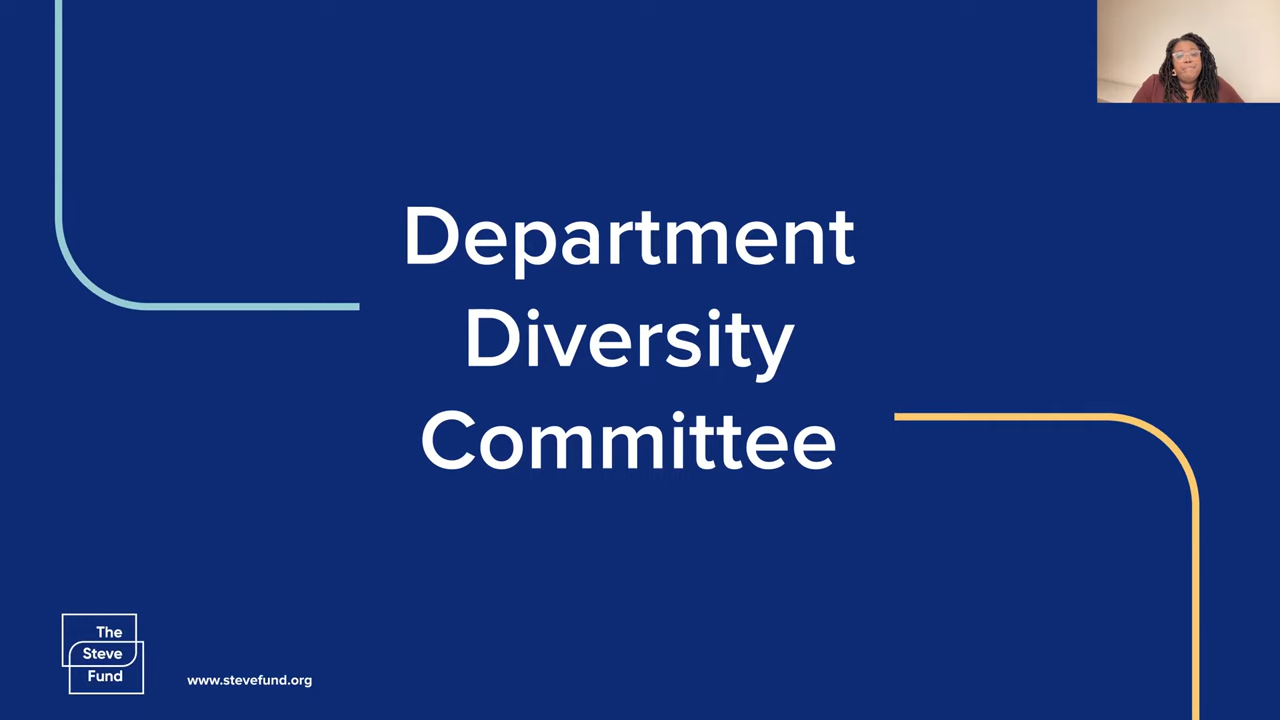 Department
Diversity
Committee
The
Steve
Fund
www.stevefund.org